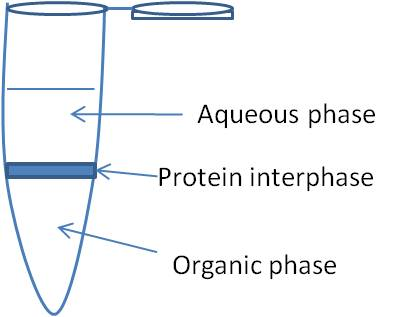 Aqueous phase
Protein interphase
Organic phase